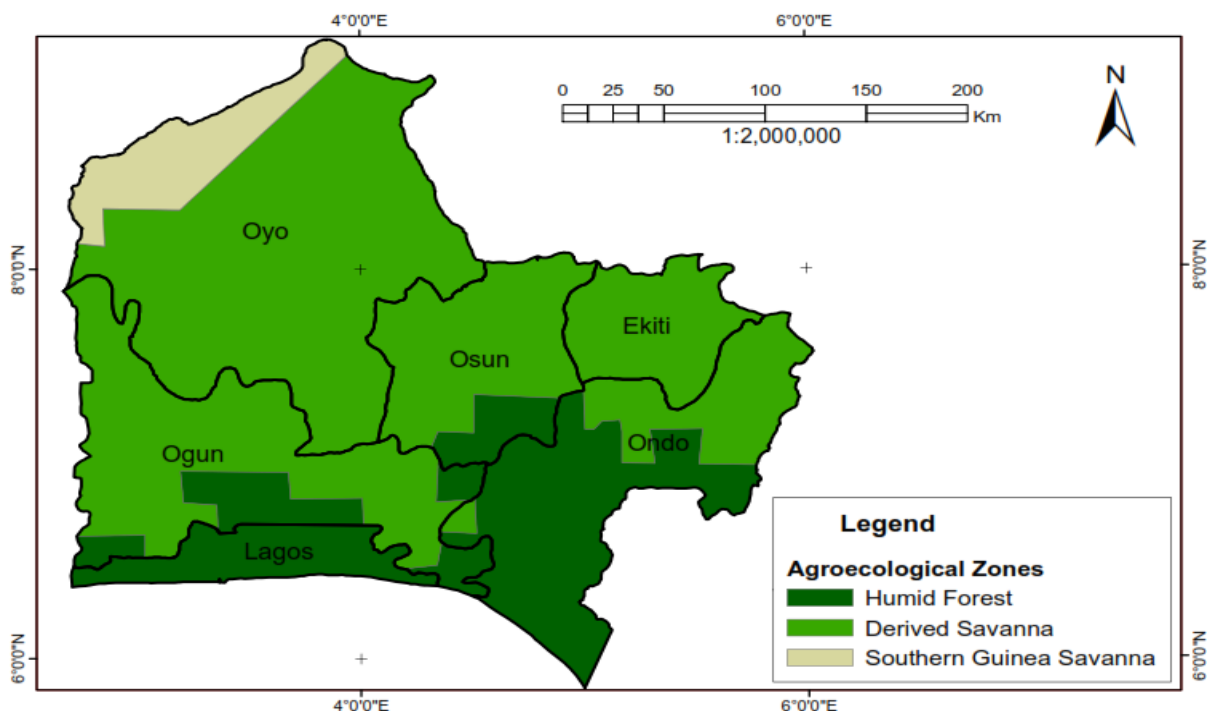 4°0'0"E 6°0'0"E
N
0 25 50 100 150 200
Km
1:2,000,000
Oyo
8°0'0"N 8°0'0"N
Ekiti
Osun
Ondo
Ogun
Lagos
Legend
Agroecological Zones
Humid Forest
Derived Savanna
Southern Guinea Savanna
6°0'0"N 6°0'0"N
4°0'0"E 6°0'0"E